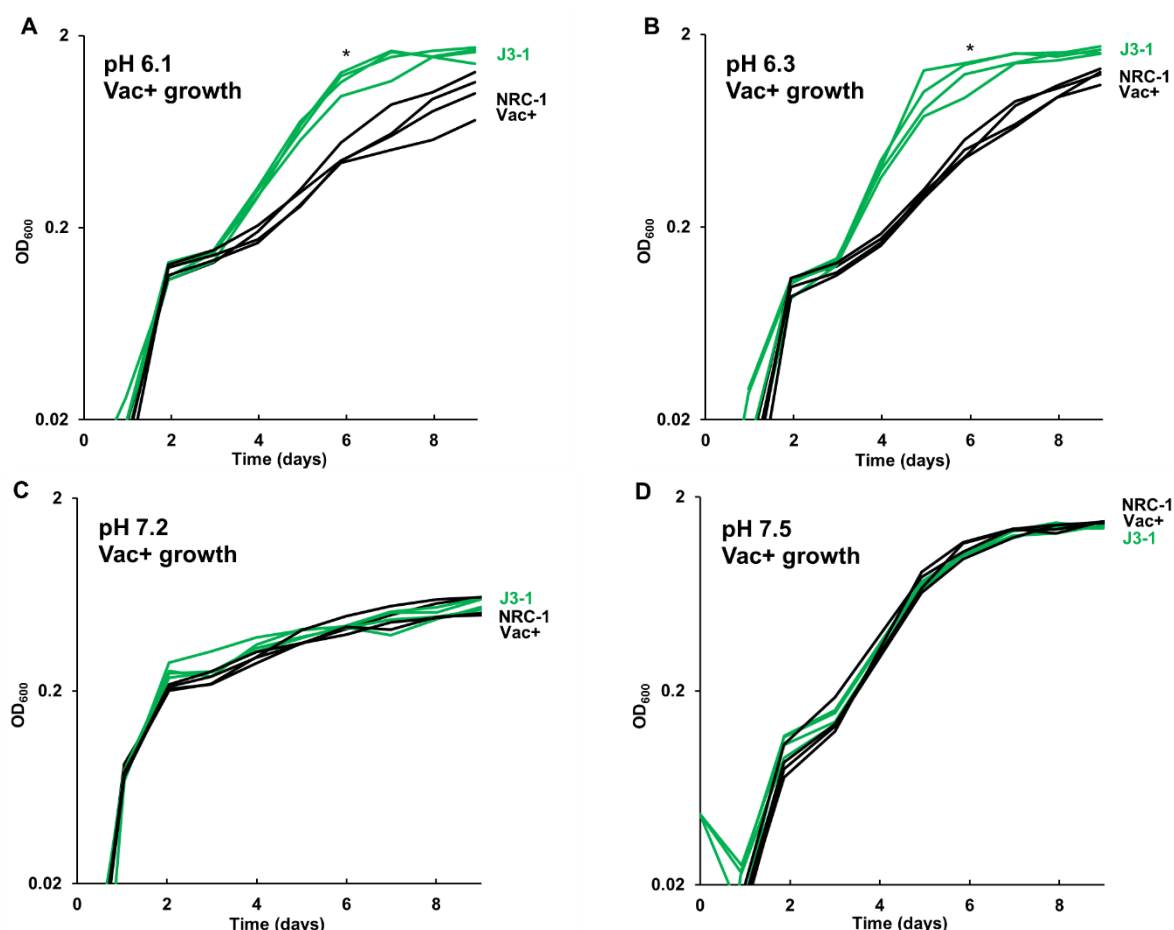 A
2
pH 6.1
Vac+ growth
*
J3-1
NRC-1
Vac+
0.2
OD600
0.02
0 2 4 6 8
Time (days)
B
2
pH 6.3
Vac+ growth
*
J3-1
NRC-1
Vac+
0.2
OD600
0.02
0 2 4 6 8
Time (days)
C
2
pH 7.2
Vac+ growth
J3-1
NRC-1
Vac+
0.2
OD600
0.02
0 2 4 6 8
Time (days)
D
2
pH 7.5
Vac+ growth
NRC-1
Vac+
J3-1
0.2
OD600
0.02
0 2 4 6 8
Time (days)